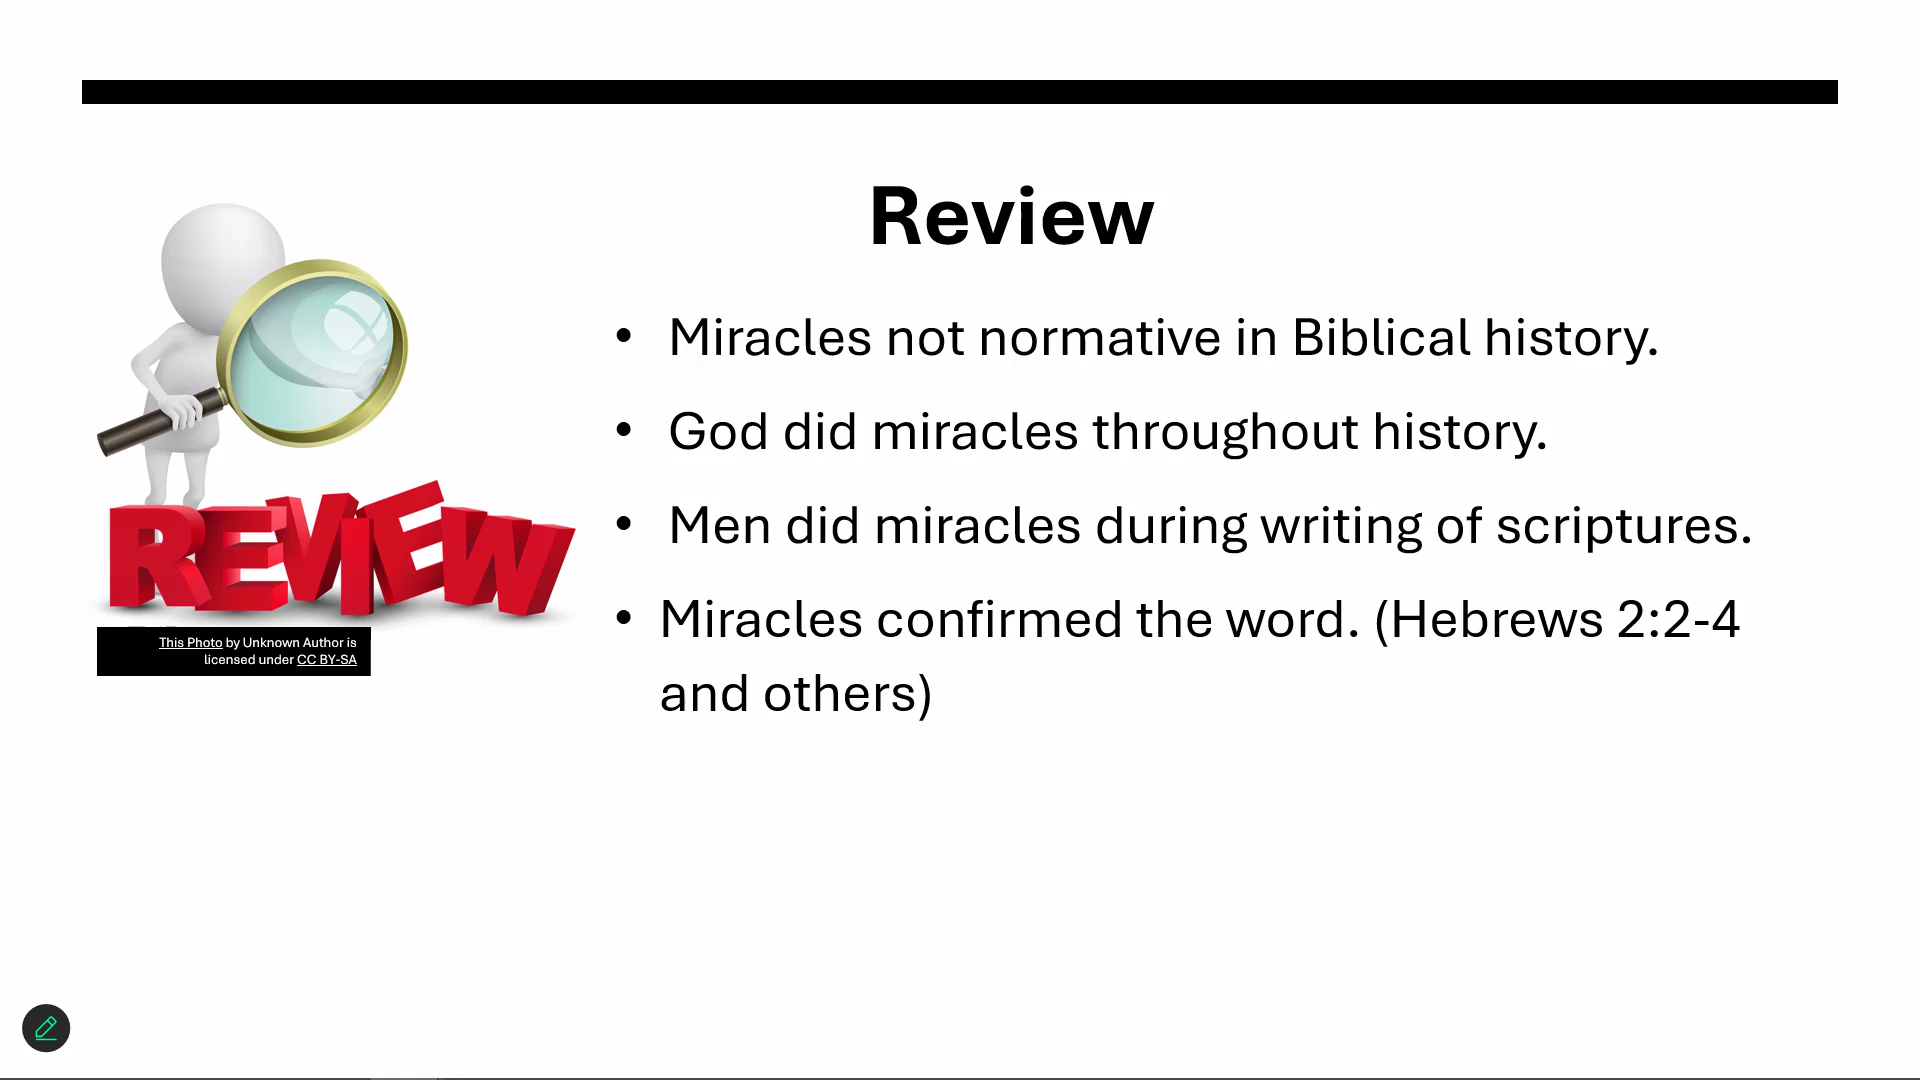 Review
• Miracles not normative in Biblical history.
• God did miracles throughout history.
• Men did miracles during writing of scriptures.
• Miracles confirmed the word. (Hebrews 2:2-4
and others)
REVIEW
This Photo by Unknown Author is
licensed under CC BY-SA